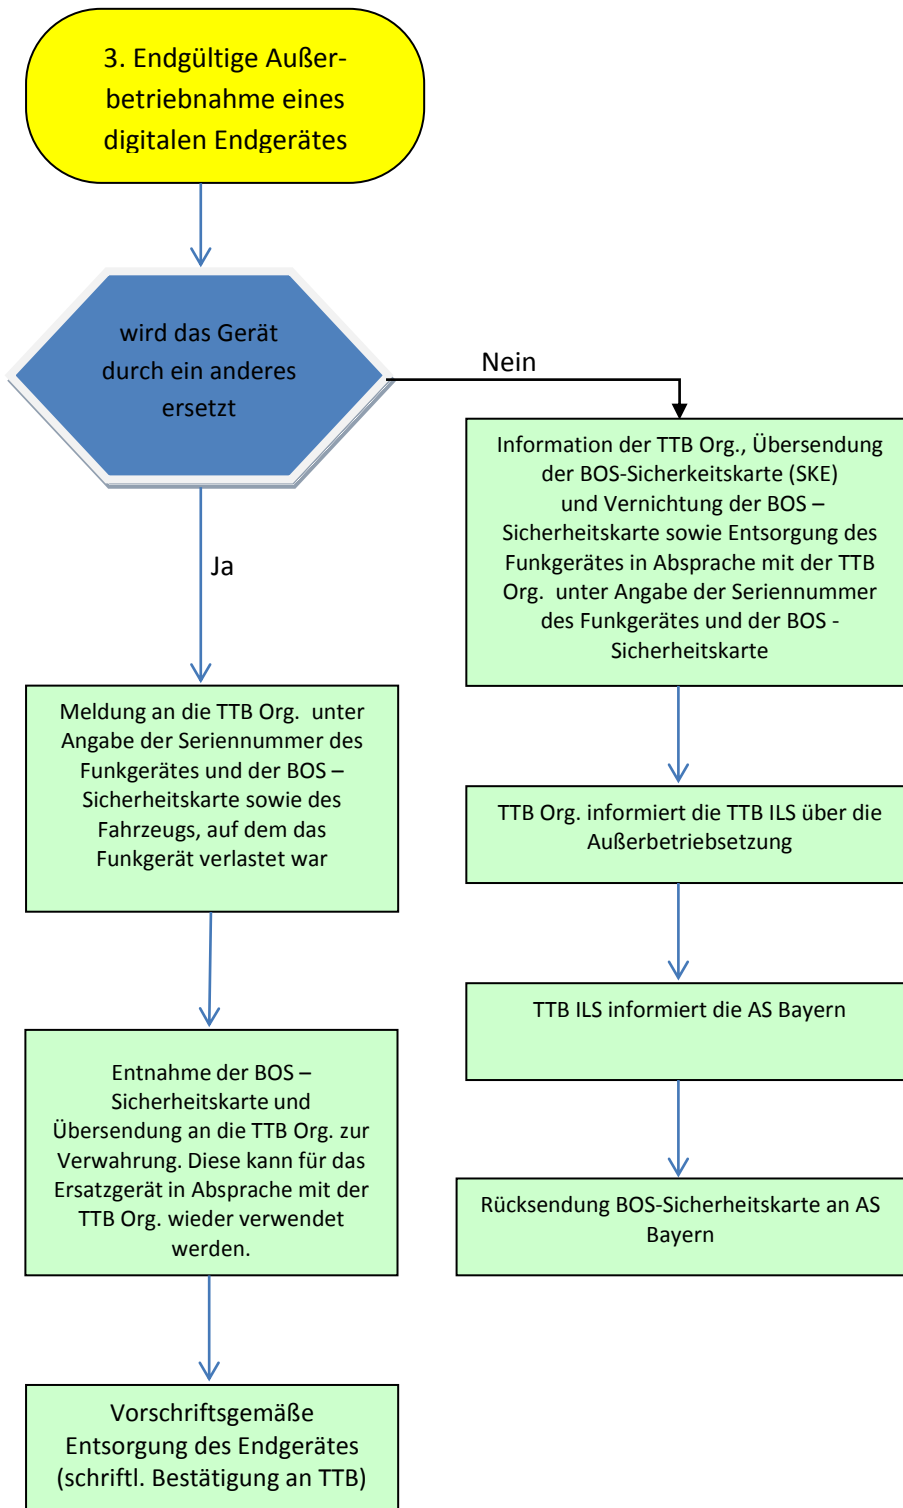 3. Endgültige Außer-
betriebnahme eines
digitalen Endgerätes
wird das Gerät
durch ein anderes
ersetzt
Nein
Information der TTB Org., Übersendung
der BOS-Sicherkeitskarte (SKE)
und Vernichtung der BOS –
Sicherheitskarte sowie Entsorgung des
Funkgerätes in Absprache mit der TTB
Org. unter Angabe der Seriennummer
des Funkgerätes und der BOS -
Sicherheitskarte
TTB Org. informiert die TTB ILS über die
Außerbetriebsetzung
TTB ILS informiert die AS Bayern
Rücksendung BOS-Sicherheitskarte an AS
Bayern
Ja
Meldung an die TTB Org. unter
Angabe der Seriennummer des
Funkgerätes und der BOS –
Sicherheitskarte sowie des
Fahrzeugs, auf dem das
Funkgerät verlastet war
Entnahme der BOS –
Sicherheitskarte und
Übersendung an die TTB Org. zur
Verwahrung. Diese kann für das
Ersatzgerät in Absprache mit der
TTB Org. wieder verwendet
werden.
Vorschriftsgemäße
Entsorgung des Endgerätes
(schriftl. Bestätigung an TTB)